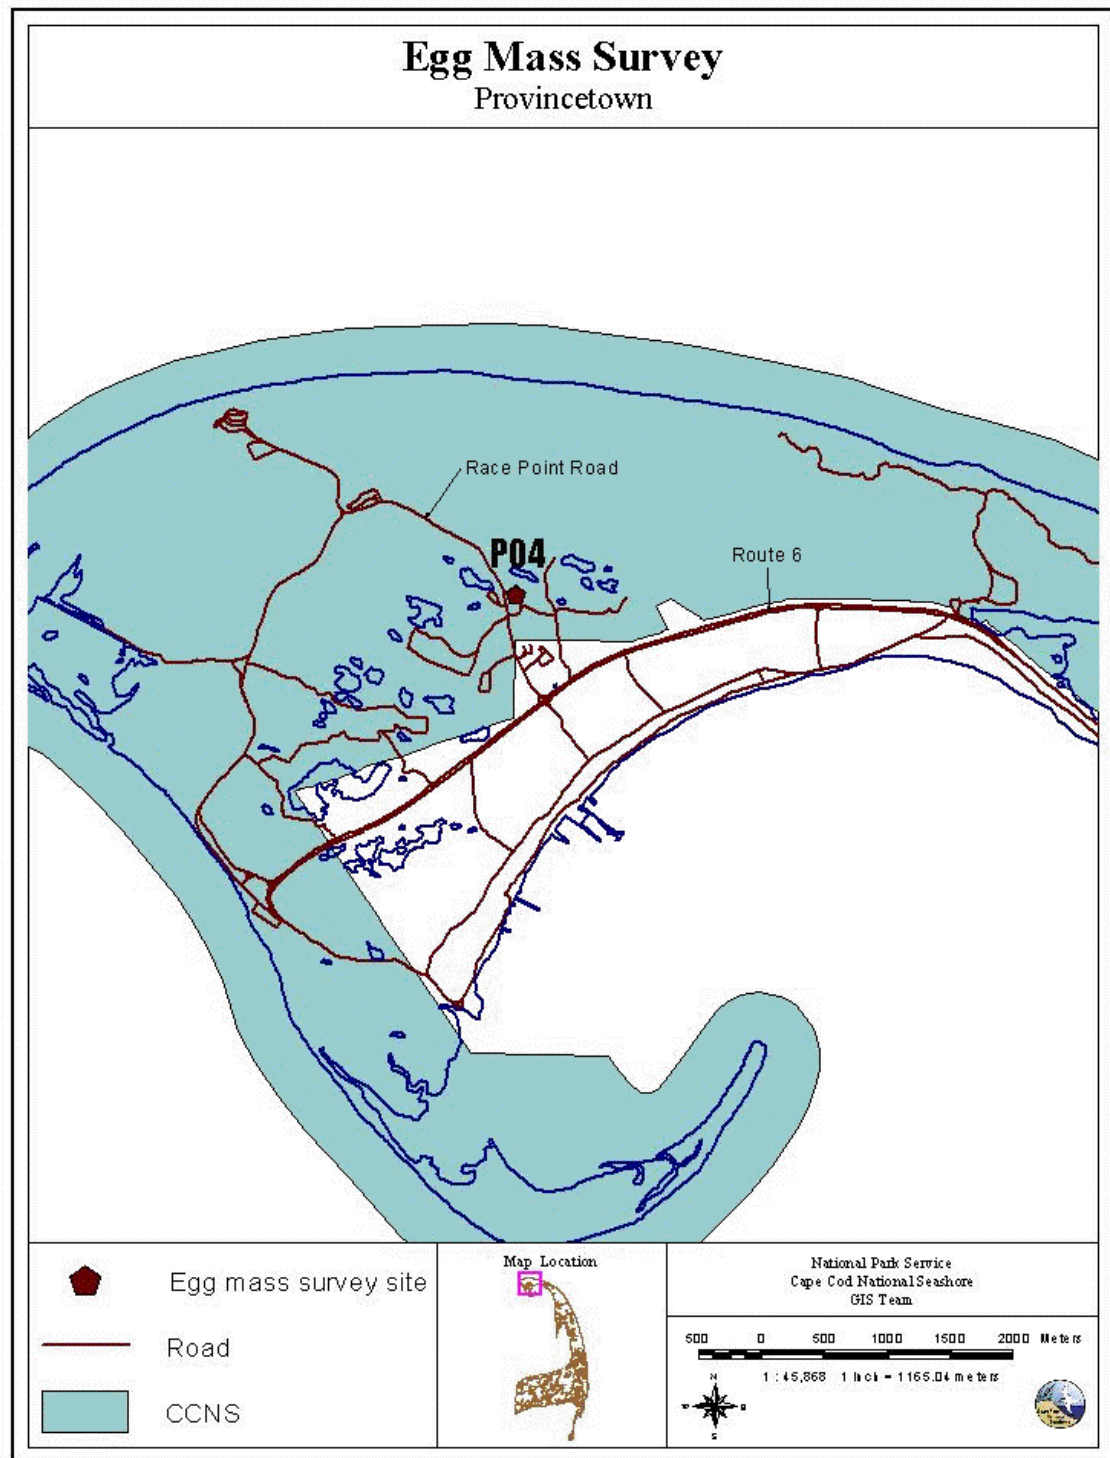 Egg Mass Survey
Provincetown
Race Point Road
P04
Route 6
Egg mass survey site
Road
CCNS
Map Location
National Park Service
Cape Cod National Seashore
GIS Team
500 0 500 1000 1500 2000 Meters
1 : 45,868 1 Inch = 1165.04 meters
N
S